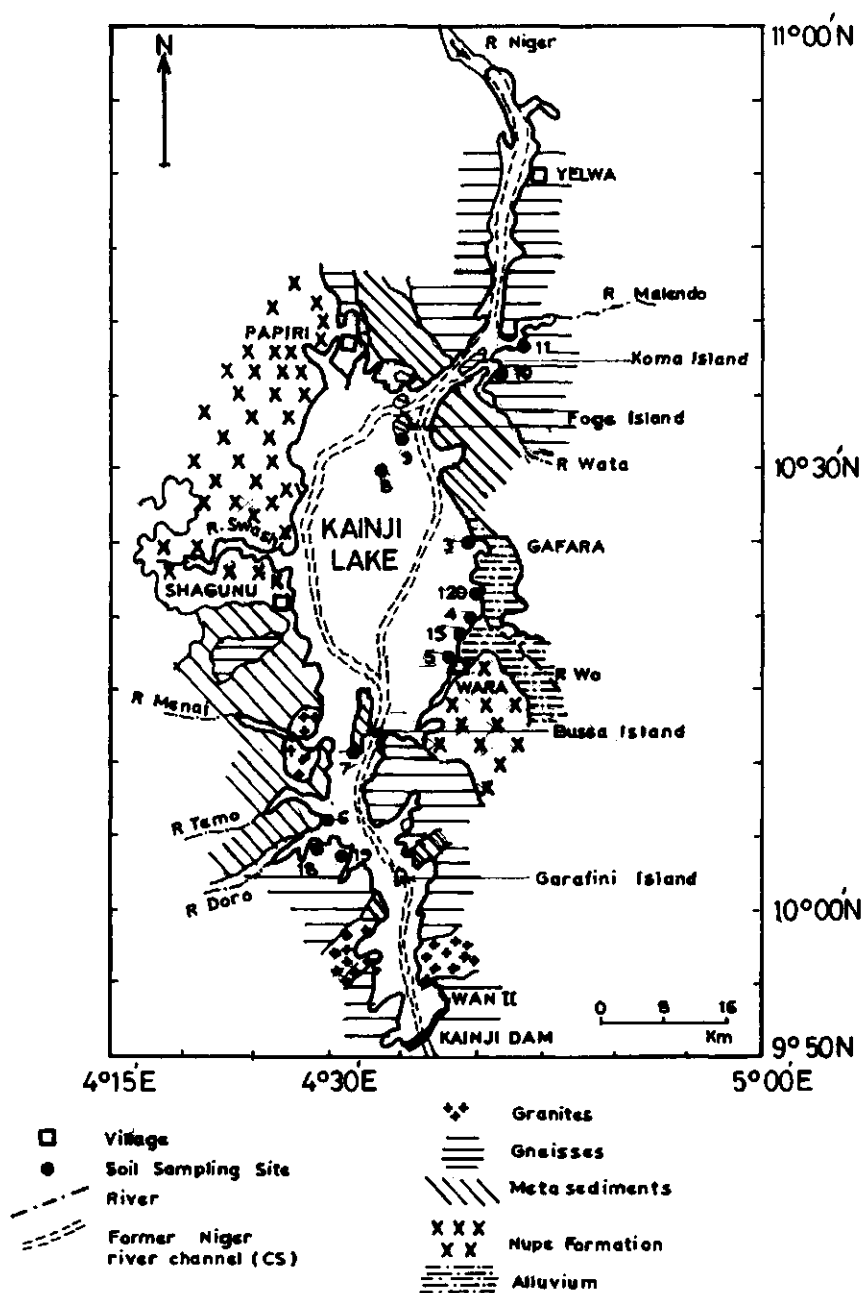 11°00'N
N
R Niger
YELWA
R Malendo
PAPIRI
11
Koma Island
10
Foge Island
9
R Wata
10°30'N
8
R. Swashi
KAINJI
LAKE
3
GAFARA
SHAGUNU
120
4
15
5
R Wo
WARA
R Menai
Bussa Island
7
R Temo
6
R Doro
Garafini Island
10°00'N
WAN II
0 8 16
Km
KAINJI DAM
9°50'N
4°15'E
4°30'E
5°00'E
Village
Soil Sampling Site
River
Former Niger
river channel (CS)
Granites
Gneisses
Meta sediments
Nupe Formation
Alluvium